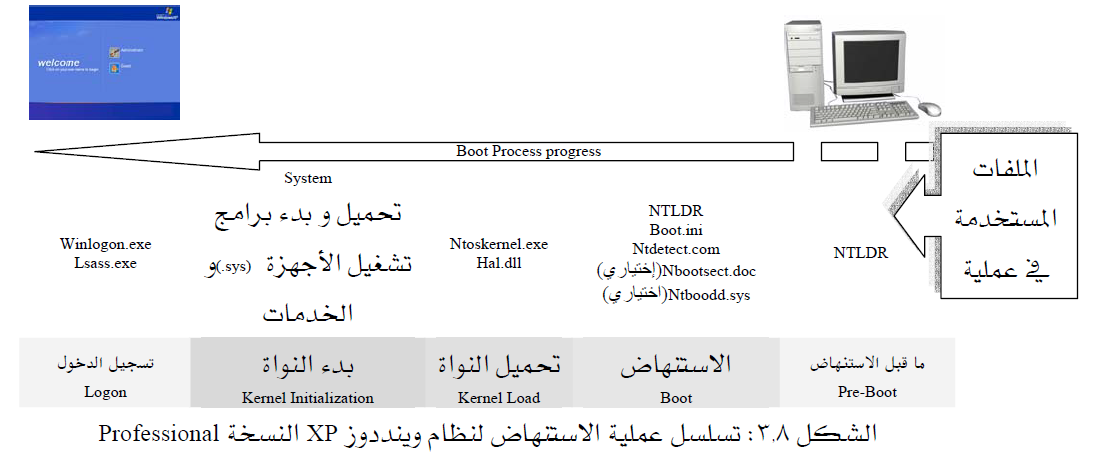 welcome
Boot Process progress
الملفات
المستخدمة
في عملية
NTLDR
NTLDR
Boot.ini
Ntdetect.com
Nbootsect.doc(إختياري)
Ntboodd.sys(اختياري)
Ntoskernel.exe
Hal.dll
System
تحميل و بدء برامج
تشغيل الأجهزة (.sys) و
الخدمات
Winlogon.exe
Lsass.exe
ما قبل الاستنهاض
Pre-Boot
الاستنهاض
Boot
تحميل النواة
Kernel Load
بدء النواة
Kernel Initialization
تسجيل الدخول
Logon
الشكل ٣.٨: تسلسل عملية الاستنهاض لنظام وينددوز XP النسخة Professional